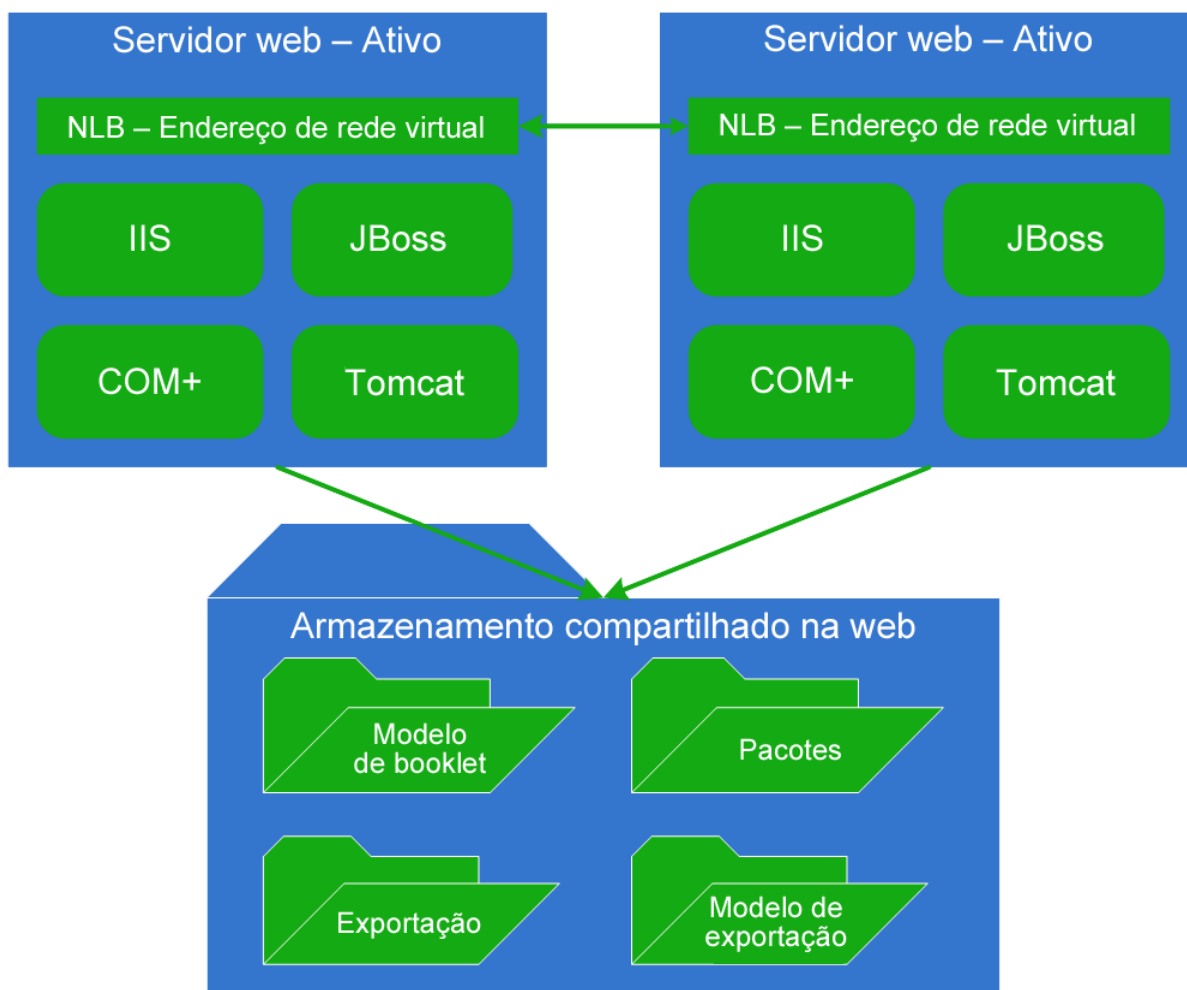 Servidor web – Ativo
NLB – Endereço de rede virtual
IIS
JBoss
COM+
Tomcat
Servidor web – Ativo
NLB – Endereço de rede virtual
IIS
JBoss
COM+
Tomcat
Armazenamento compartilhado na web
Modelo
de booklet
Pacotes
Exportação
Modelo de
exportação